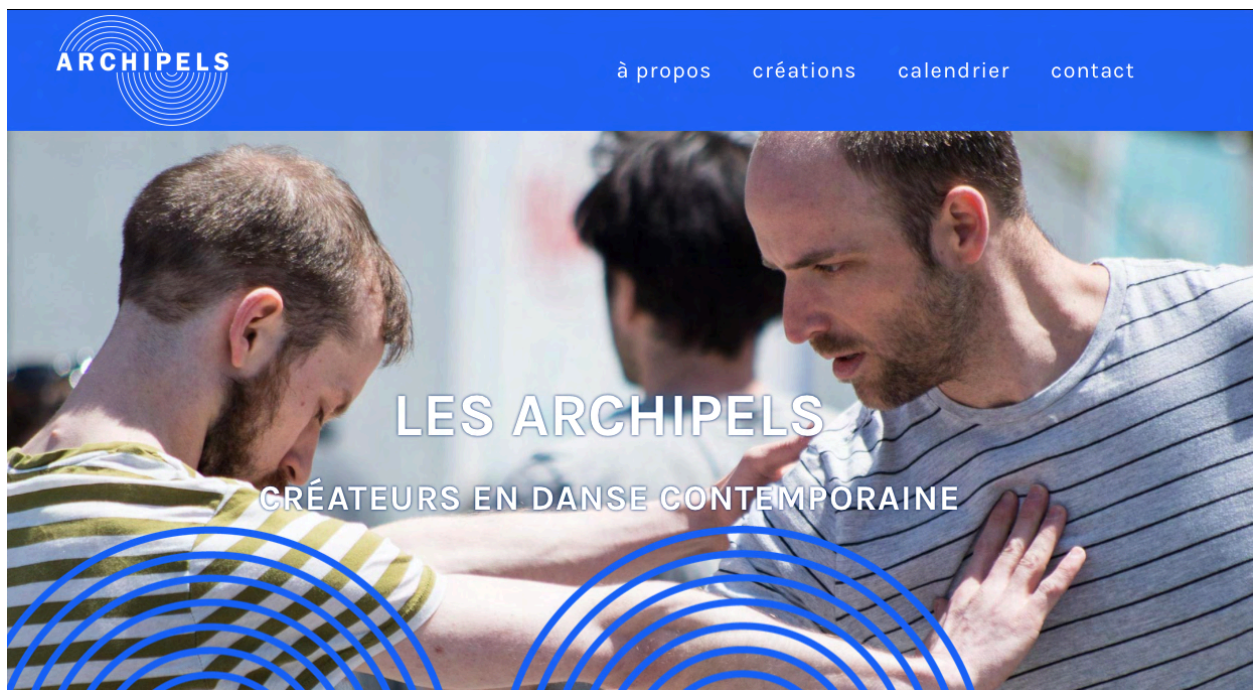 ARCHIPELS
à propos
créations
calendrier
contact
LES ARCHIPELS
CRÉATEURS EN DANSE CONTEMPORAINE